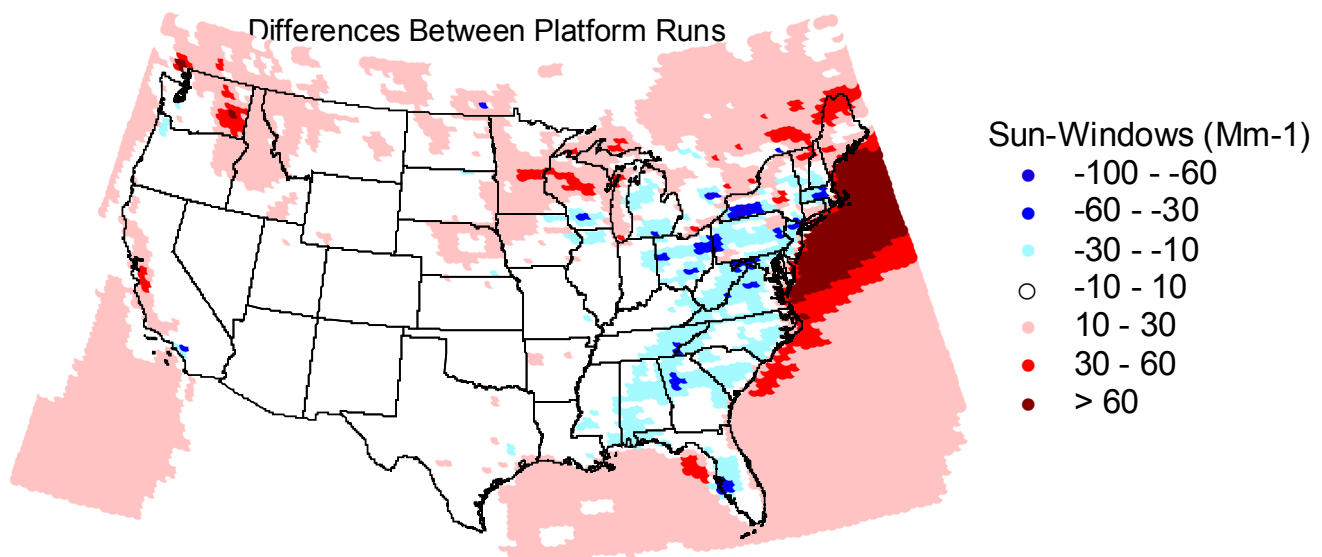 Differences Between Platform Runs
Sun-Windows (Mm-1)
-100 - -60
-60 - -30
-30 - -10
-10 - 10
10 - 30
30 - 60
> 60